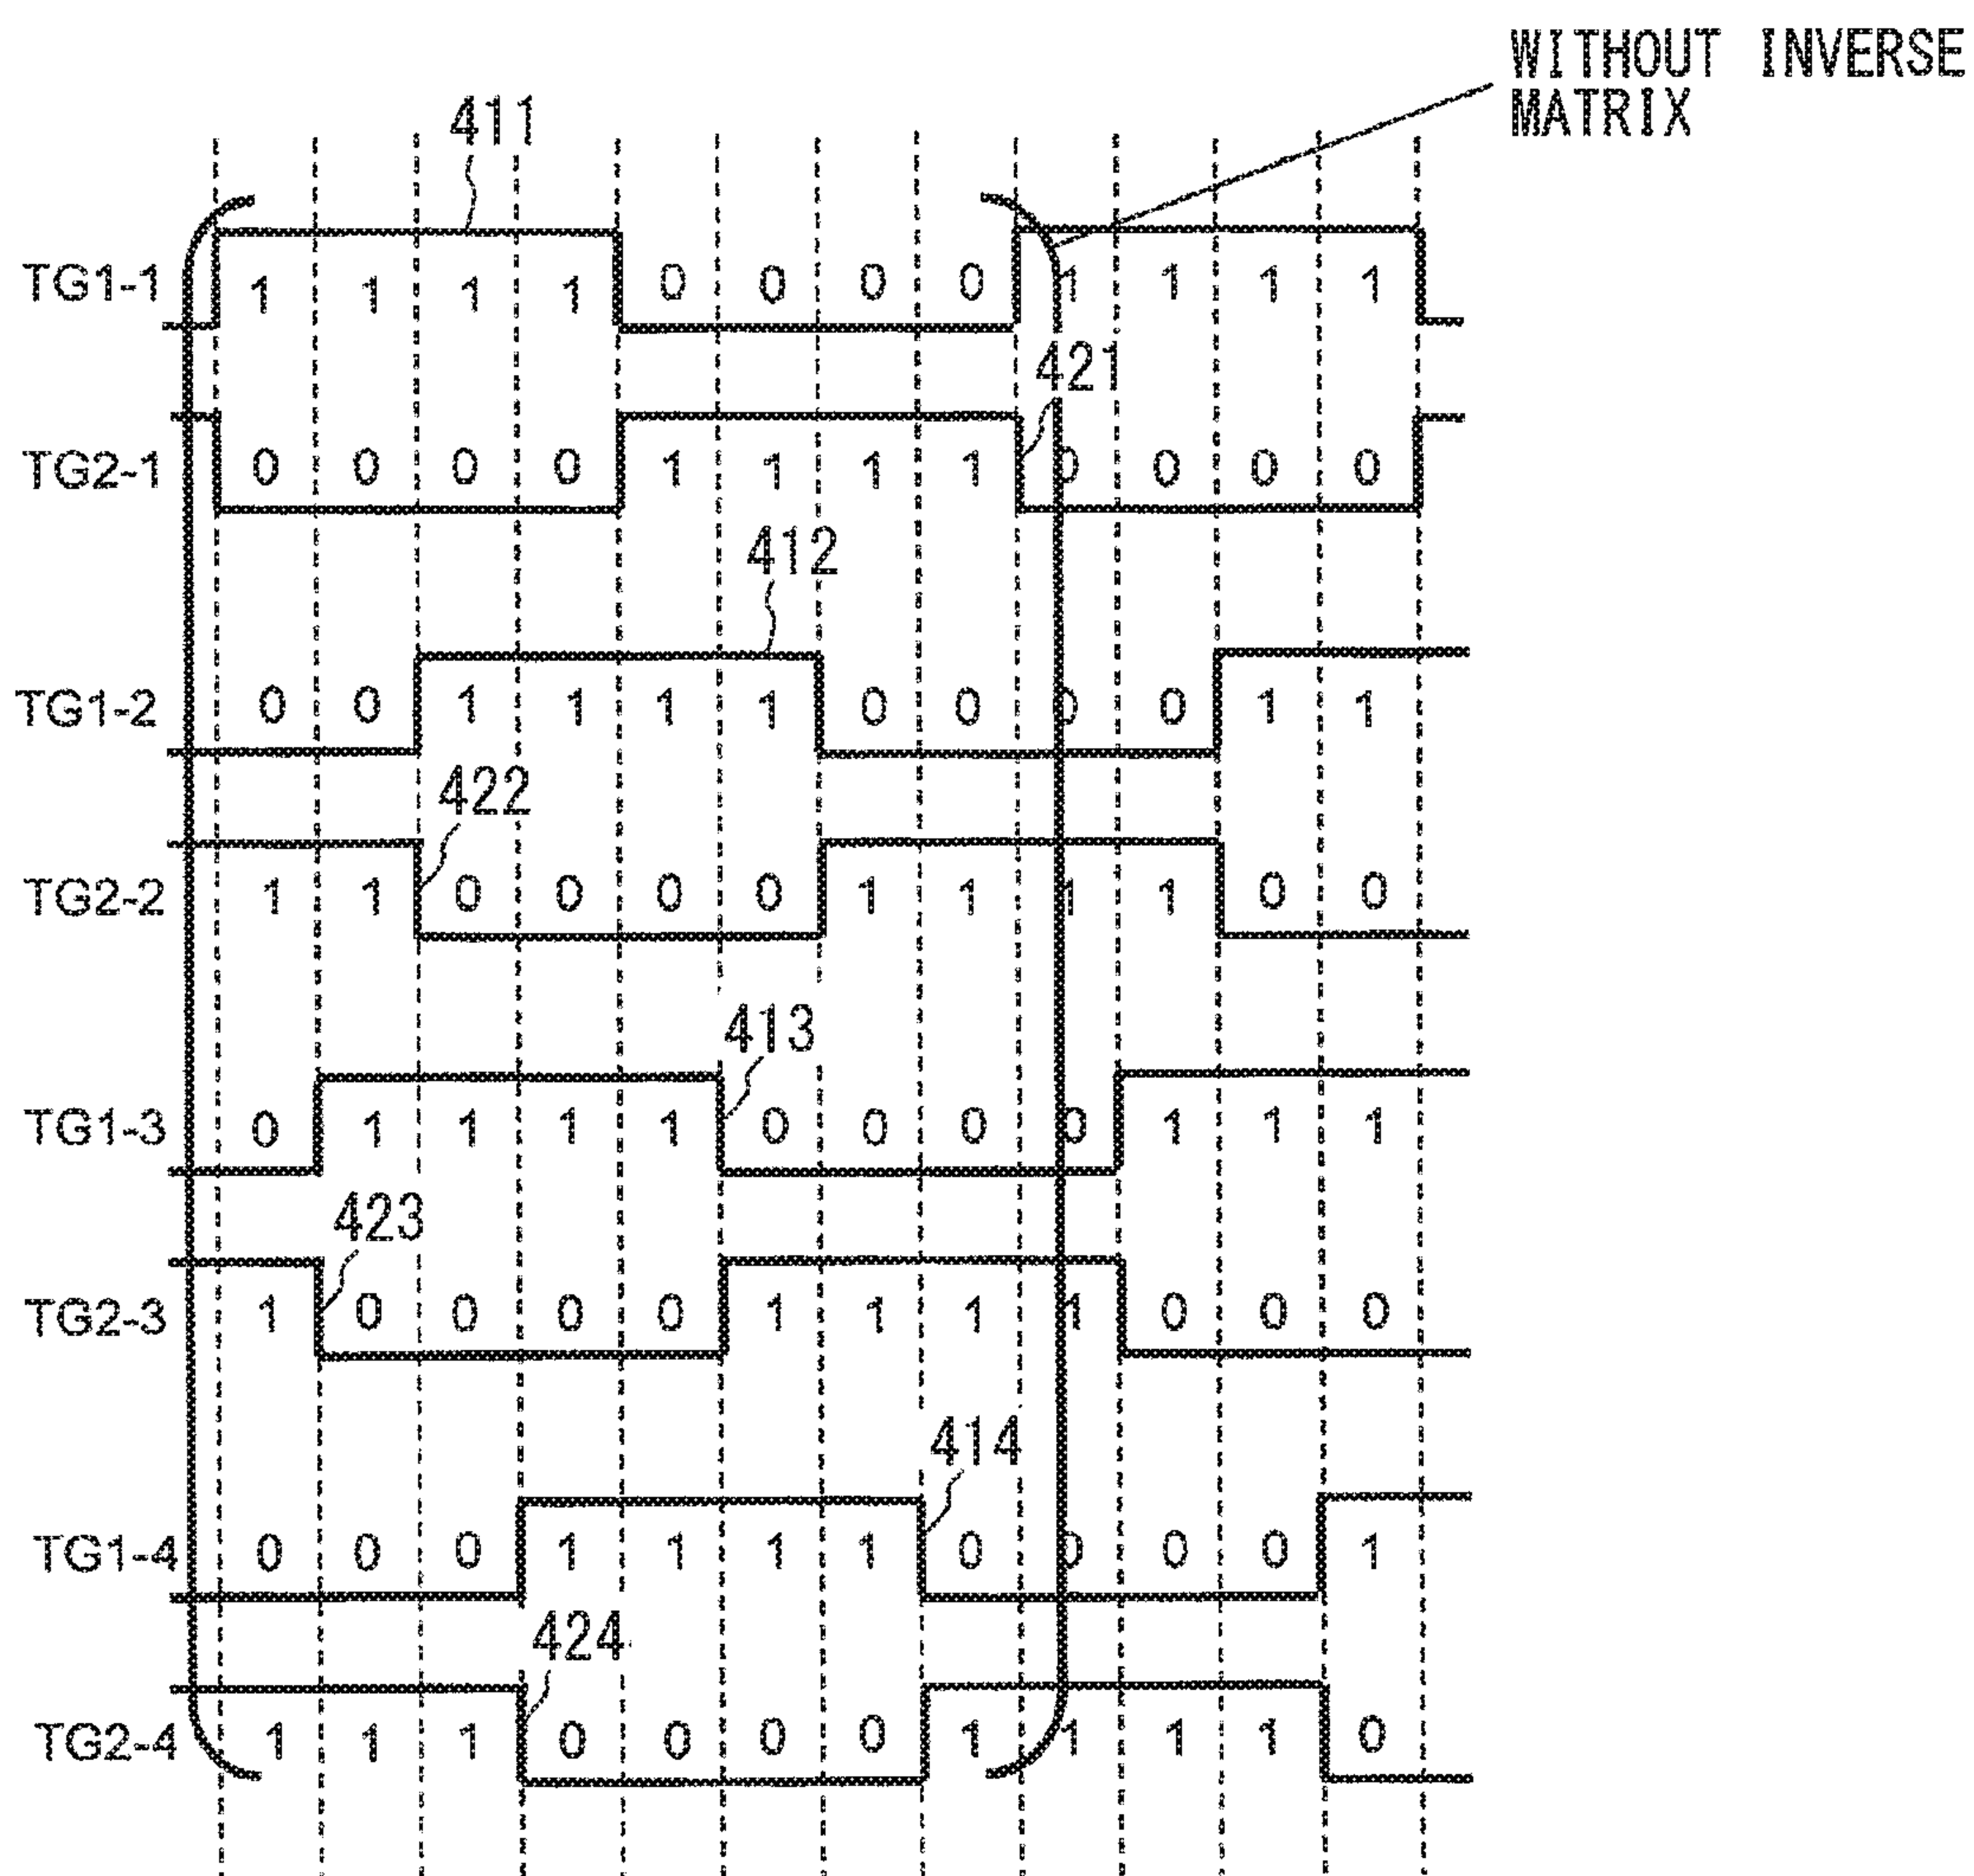 WITHOUT INVERSE
MATRIX
411
TG1-1 1 1 1 1 0 0 0 0 1 1 1 1
421
TG2-1 0 0 0 0 1 1 1 1 0 0 0 0
412
TG1-2 0 0 1 1 1 1 0 0 0 0 1 1
422
TG2-2 1 1 0 0 0 0 1 1 1 1 0 0
413
TG1-3 0 1 1 1 1 0 0 0 0 1 1 1
423
TG2-3 1 0 0 0 0 1 1 1 1 0 0 0
414
TG1-4 0 0 0 1 1 1 1 0 0 0 0 1
424
TG2-4 1 1 1 0 0 0 0 1 1 1 1 0